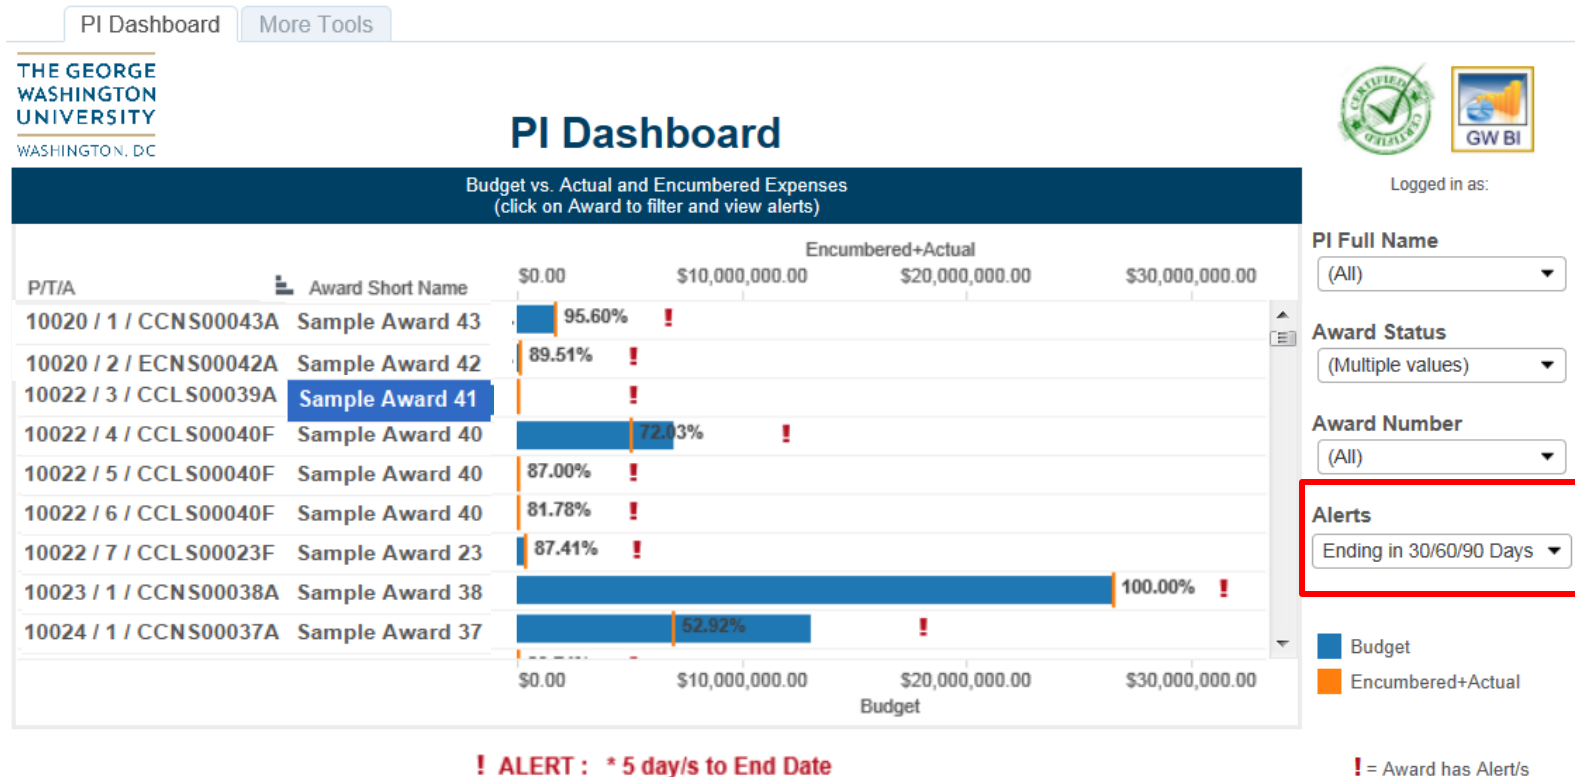 PI Dashboard More Tools
THE GEORGE
WASHINGTON
UNIVERSITY
WASHINGTON, DC
PI Dashboard
CERTIFIED
CERTIFIED
GW BI
Budget vs. Actual and Encumbered Expenses
(click on Award to filter and view alerts)
Logged in as:
Encumbered+Actual
P/T/A Award Short Name $0.00 $10,000,000.00 $20,000,000.00 $30,000,000.00
10020 / 1 / CCNS00043A Sample Award 43 95.60% !
10020 / 2 / ECNS00042A Sample Award 42 89.51% !
10022 / 3 / CCLS00039A Sample Award 41 !
10022 / 4 / CCLS00040F Sample Award 40 72.03% !
10022 / 5 / CCLS00040F Sample Award 40 87.00% !
10022 / 6 / CCLS00040F Sample Award 40 81.78% !
10022 / 7 / CCLS00023F Sample Award 23 87.41% !
10023 / 1 / CCNS00038A Sample Award 38 100.00% !
10024 / 1 / CCNS00037A Sample Award 37 52.92% !
$0.00 $10,000,000.00 $20,000,000.00 $30,000,000.00
Budget
PI Full Name
(All)
Award Status
(Multiple values)
Award Number
(All)
Alerts
Ending in 30/60/90 Days
Budget
Encumbered+Actual
! ALERT : * 5 day/s to End Date
! = Award has Alert/s